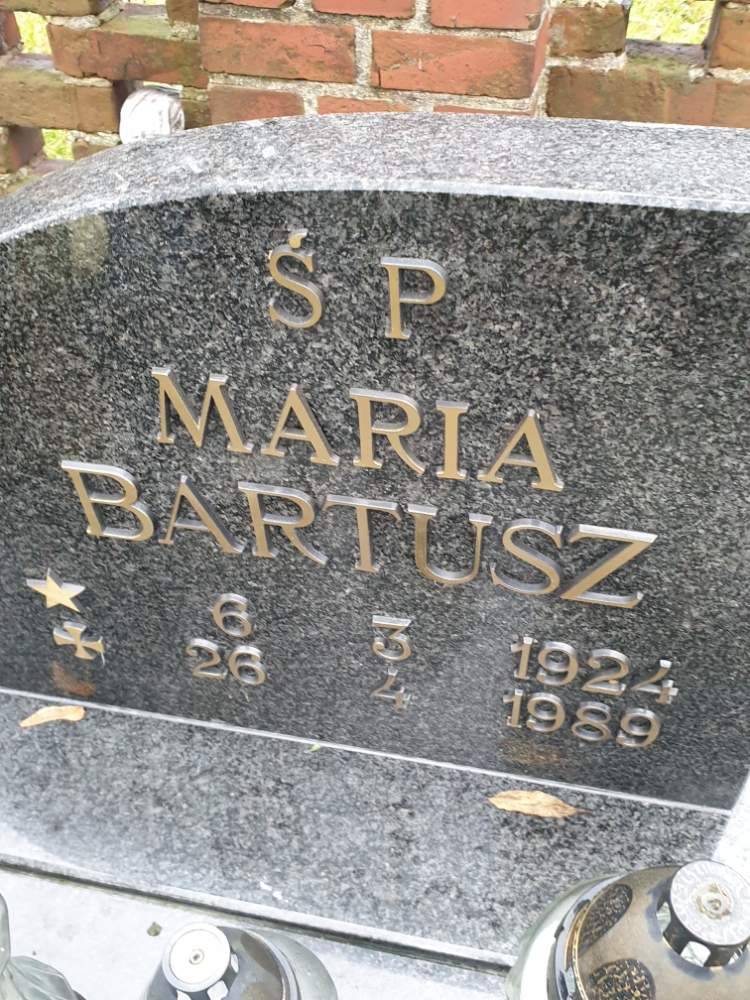 Ś P
MARIA
BARTUSZ
6 3 1924
26 4 1989